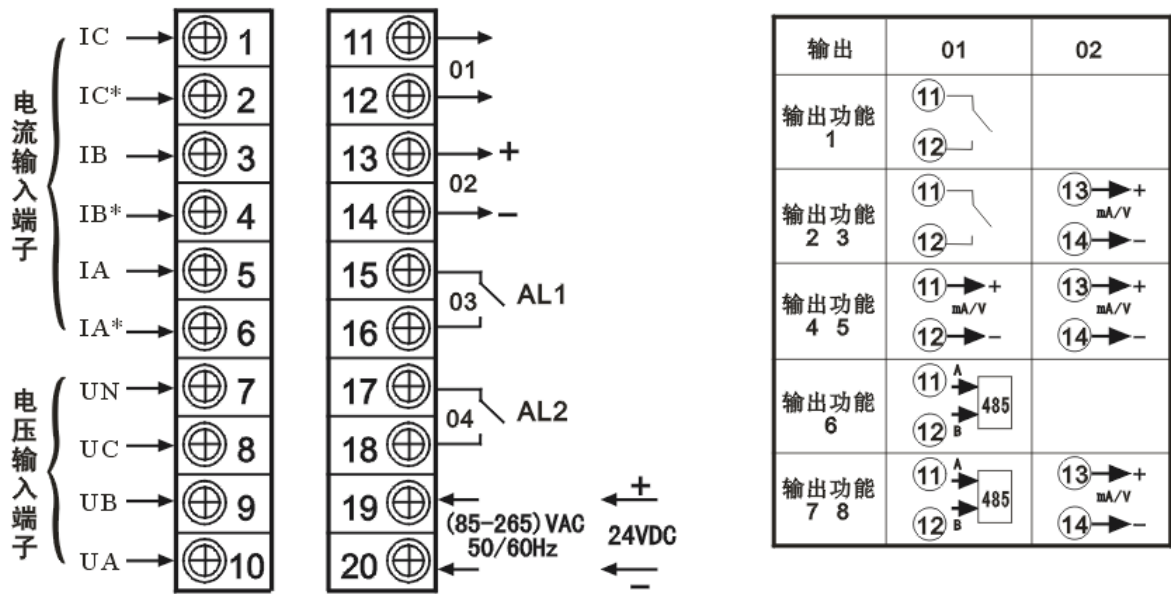 电流输入端子
IC
IC*
IB
IB*
IA
IA*
电压输入端子
UN
UC
UB
UA
1
2
3
4
5
6
7
8
9
10
11
12
13
14
15
16
17
18
19
20
01
+
02
−
03
AL1
04
AL2
(85-265)VAC
50/60Hz
+
24VDC
−
输出 01 02
输出功能
1
11
12
输出功能
2 3
11
12
13 +
mA/V
14 −
输出功能
4 5
11 +
mA/V
12 −
13 +
mA/V
14 −
输出功能
6
11 A
485
12 B
输出功能
7 8
11 A
485
12 B
13 +
mA/V
14 −